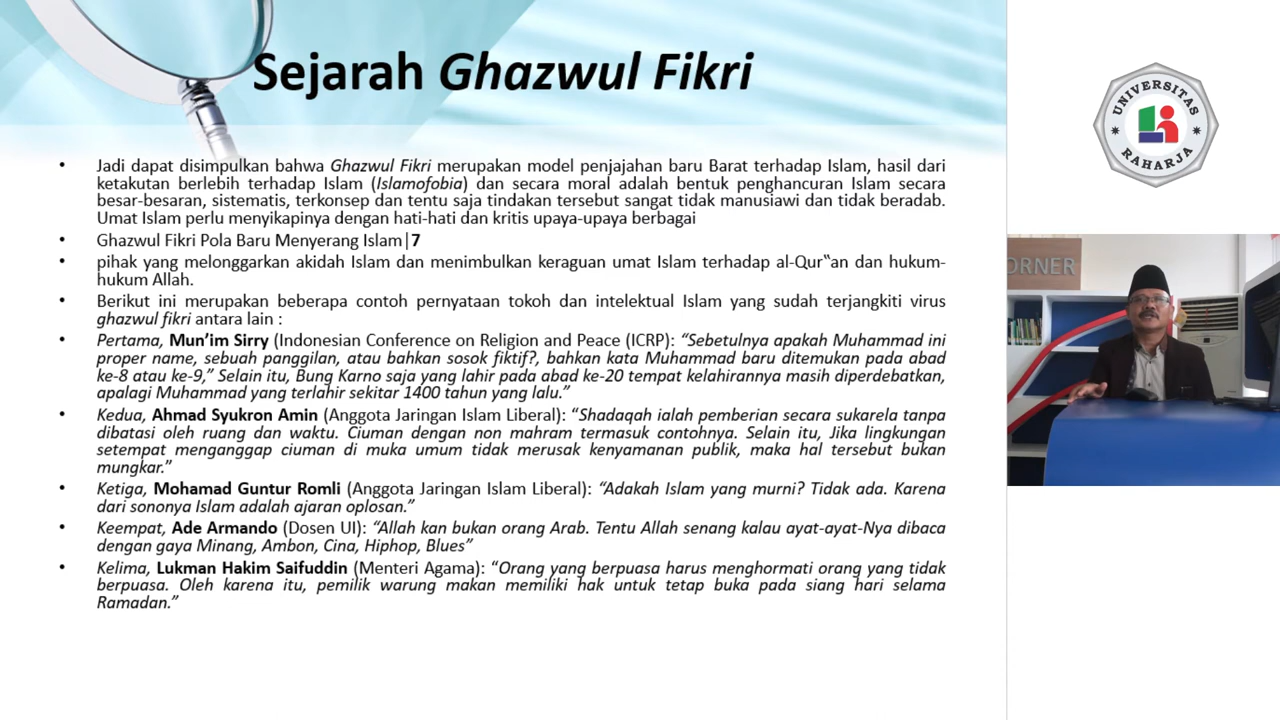 Sejarah Ghazwul Fikri
• Jadi dapat disimpulkan bahwa Ghazwul Fikri merupakan model penjajahan baru Barat terhadap Islam, hasil dari
ketakutan berlebih terhadap Islam (Islamofobia) dan secara moral adalah bentuk penghancuran Islam secara
besar-besaran, sistematis, terkonsep dan tentu saja tindakan tersebut sangat tidak manusiawi dan tidak beradab.
Umat Islam perlu menyikapinya dengan hati-hati dan kritis upaya-upaya berbagai
• Ghazwul Fikri Pola Baru Menyerang Islam|7
• pihak yang melonggarkan akidah Islam dan menimbulkan keraguan umat Islam terhadap al-Qur‟an dan hukum-
hukum Allah.
• Berikut ini merupakan beberapa contoh pernyataan tokoh dan intelektual Islam yang sudah terjangkiti virus
ghazwul fikri antara lain :
• Pertama, Mun’im Sirry (Indonesian Conference on Religion and Peace (ICRP): “Sebetulnya apakah Muhammad ini
proper name, sebuah panggilan, atau bahkan sosok fiktif?, bahkan kata Muhammad baru ditemukan pada abad
ke-8 atau ke-9,” Selain itu, Bung Karno saja yang lahir pada abad ke-20 tempat kelahirannya masih diperdebatkan,
apalagi Muhammad yang terlahir sekitar 1400 tahun yang lalu.”
• Kedua, Ahmad Syukron Amin (Anggota Jaringan Islam Liberal): “Shadaqah ialah pemberian secara sukarela tanpa
dibatasi oleh ruang dan waktu. Ciuman dengan non mahram termasuk contohnya. Selain itu, Jika lingkungan
setempat menganggap ciuman di muka umum tidak merusak kenyamanan publik, maka hal tersebut bukan
mungkar.”
• Ketiga, Mohamad Guntur Romli (Anggota Jaringan Islam Liberal): “Adakah Islam yang murni? Tidak ada. Karena
dari sononya Islam adalah ajaran oplosan.”
• Keempat, Ade Armando (Dosen UI): “Allah kan bukan orang Arab. Tentu Allah senang kalau ayat-ayat-Nya dibaca
dengan gaya Minang, Ambon, Cina, Hiphop, Blues”
• Kelima, Lukman Hakim Saifuddin (Menteri Agama): “Orang yang berpuasa harus menghormati orang yang tidak
berpuasa. Oleh karena itu, pemilik warung makan memiliki hak untuk tetap buka pada siang hari selama
Ramadan.”
UNIVERSITAS
RAHARJA
ORNER